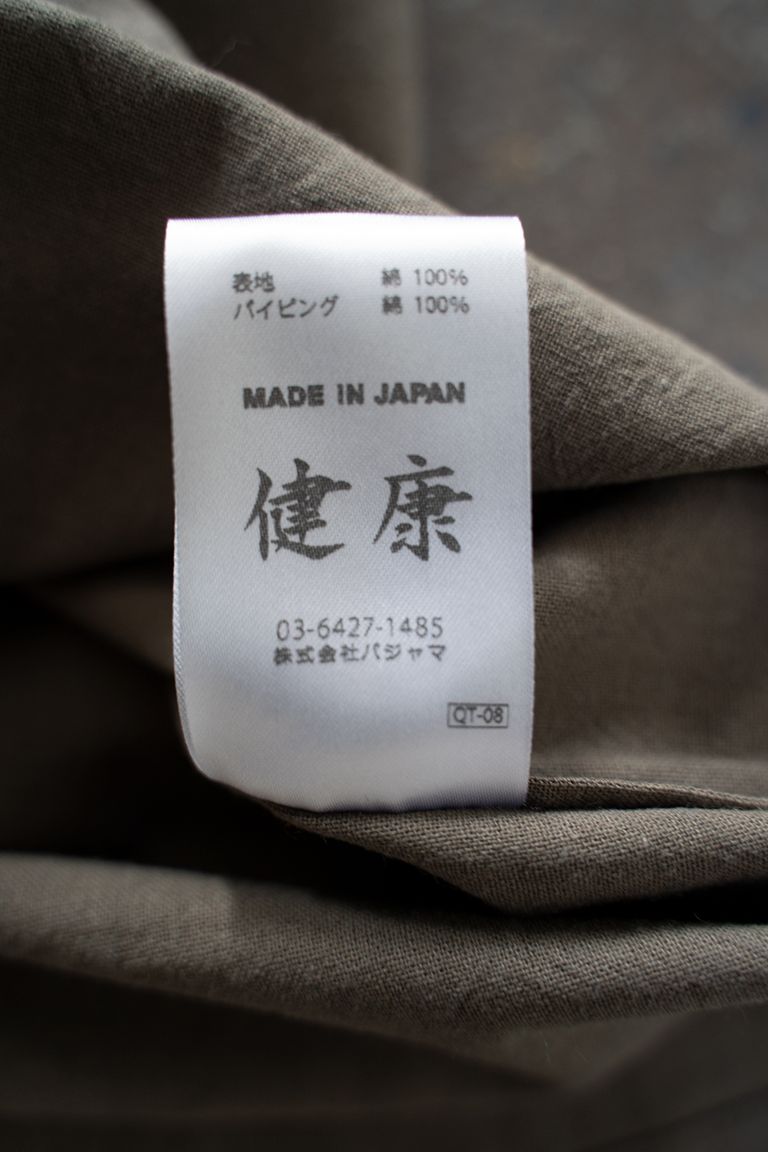 表地 綿 100%
パイピング 綿 100%
MADE IN JAPAN
健康
03-6427-1485
株式会社パジャマ
QT-08